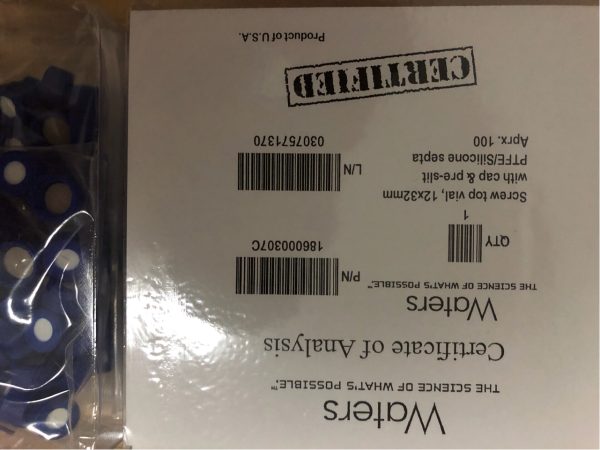 Waters
THE SCIENCE OF WHAT'S POSSIBLE.™
Certificate of Analysis
Waters
THE SCIENCE OF WHAT'S POSSIBLE.™
QTY
1
P/N
186000307C
Screw top vial, 12x32mm
with cap & pre-slit
PTFE/Silicone septa
Aprx. 100
L/N
0307571370
CERTIFIED
Product of U.S.A.